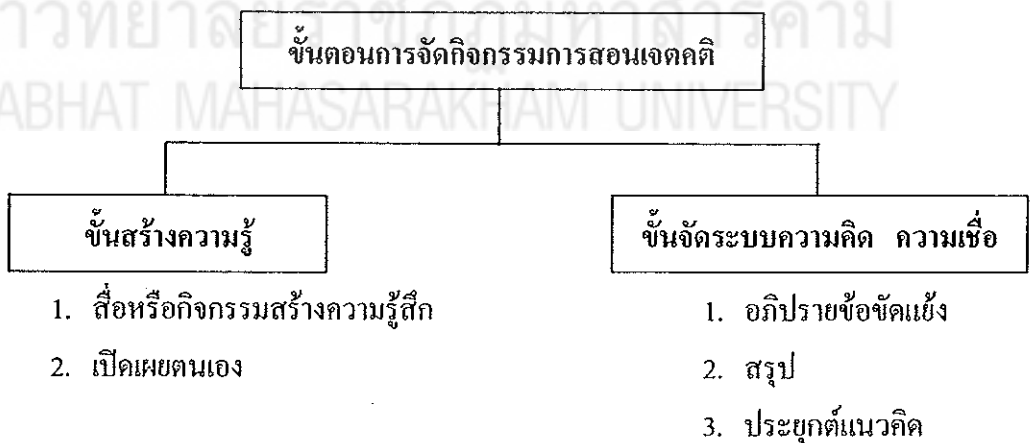 ขั้นตอนการจัดกิจกรรมการสอนเจตคติ
RABHAT MAHASARAKHAM UNIVERSITY
ขั้นสร้างความรู้
ขั้นจัดระบบความคิด ความเชื่อ
1. สื่อหรือกิจกรรมสร้างความรู้สึก
2. เปิดเผยตนเอง
1. อภิปรายข้อขัดแย้ง
2. สรุป
3. ประยุกต์แนวคิด